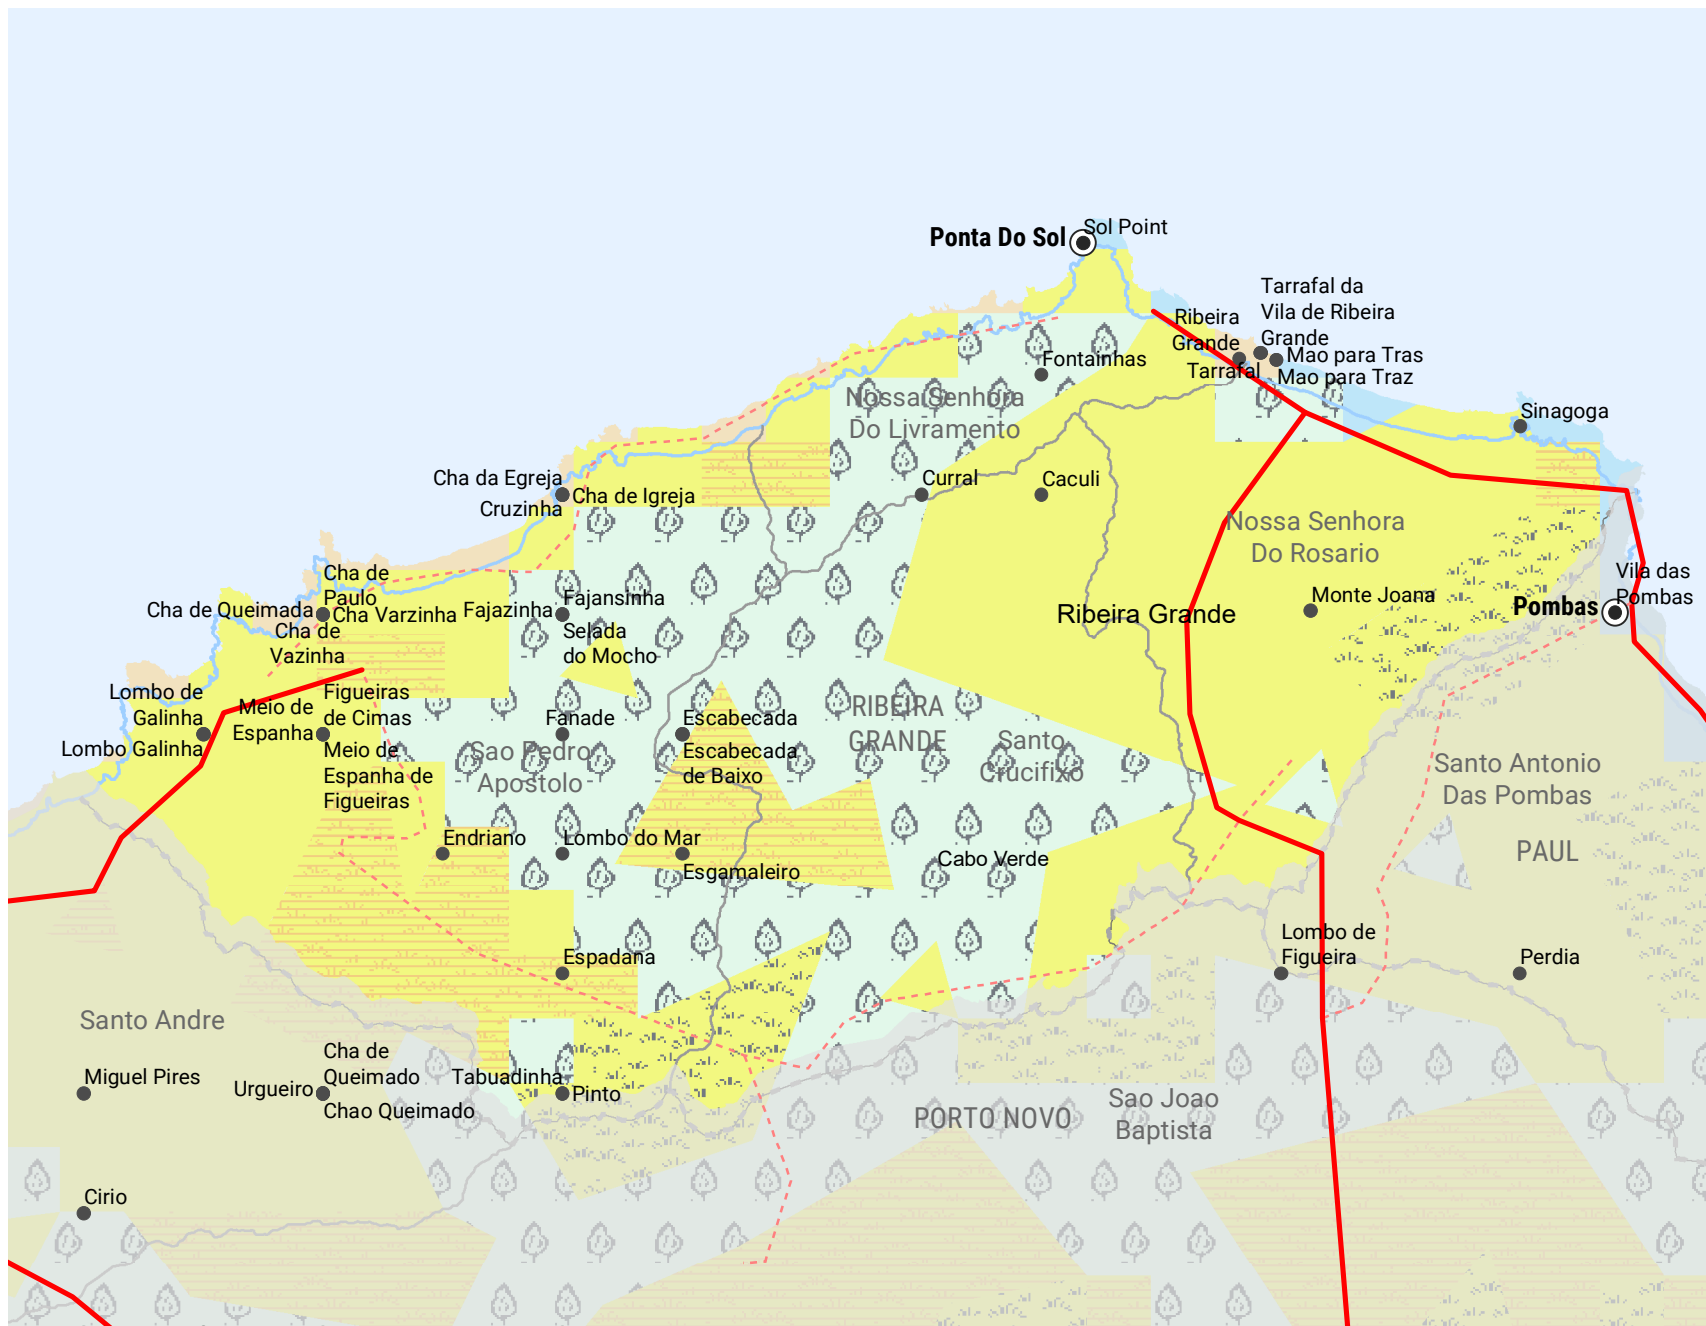 Sol Point
Ponta Do Sol
Tarrafal da
Vila de Ribeira
Grande
Ribeira
Grande
Mao para Tras
Tarrafal
Mao para Traz
Fontainhas
Nossa Senhora
Do Livramento
Sinagoga
Cha da Egreja
Cha de Igreja
Cruzinha
Curral
Caculi
Nossa Senhora
Do Rosario
Cha de
Paulo
Cha de Queimada
Cha Varzinha
Cha de
Vazinha
Fajazinha
Fajansinha
Selada
do Mocho
Ribeira Grande
Monte Joana
Vila das
Pombas
Pombas
Lombo de
Galinha
Lombo Galinha
Meio de
Espanha
Figueiras
de Cimas
Meio de
Espanha de
Figueiras
Fanade
Sao Pedro
Apostolo
Escabecada
Escabecada
de Baixo
RIBEIRA
GRANDE
Santo
Crucifixo
Santo Antonio
Das Pombas
PAUL
Endriano
Lombo do Mar
Esgamaleiro
Cabo Verde
Espadana
Lombo de
Figueira
Perdia
Santo Andre
Miguel Pires
Urgueiro
Cha de
Queimado
Chao Queimado
Tabuadinha
Pinto
PORTO NOVO
Sao Joao
Baptista
Cirio